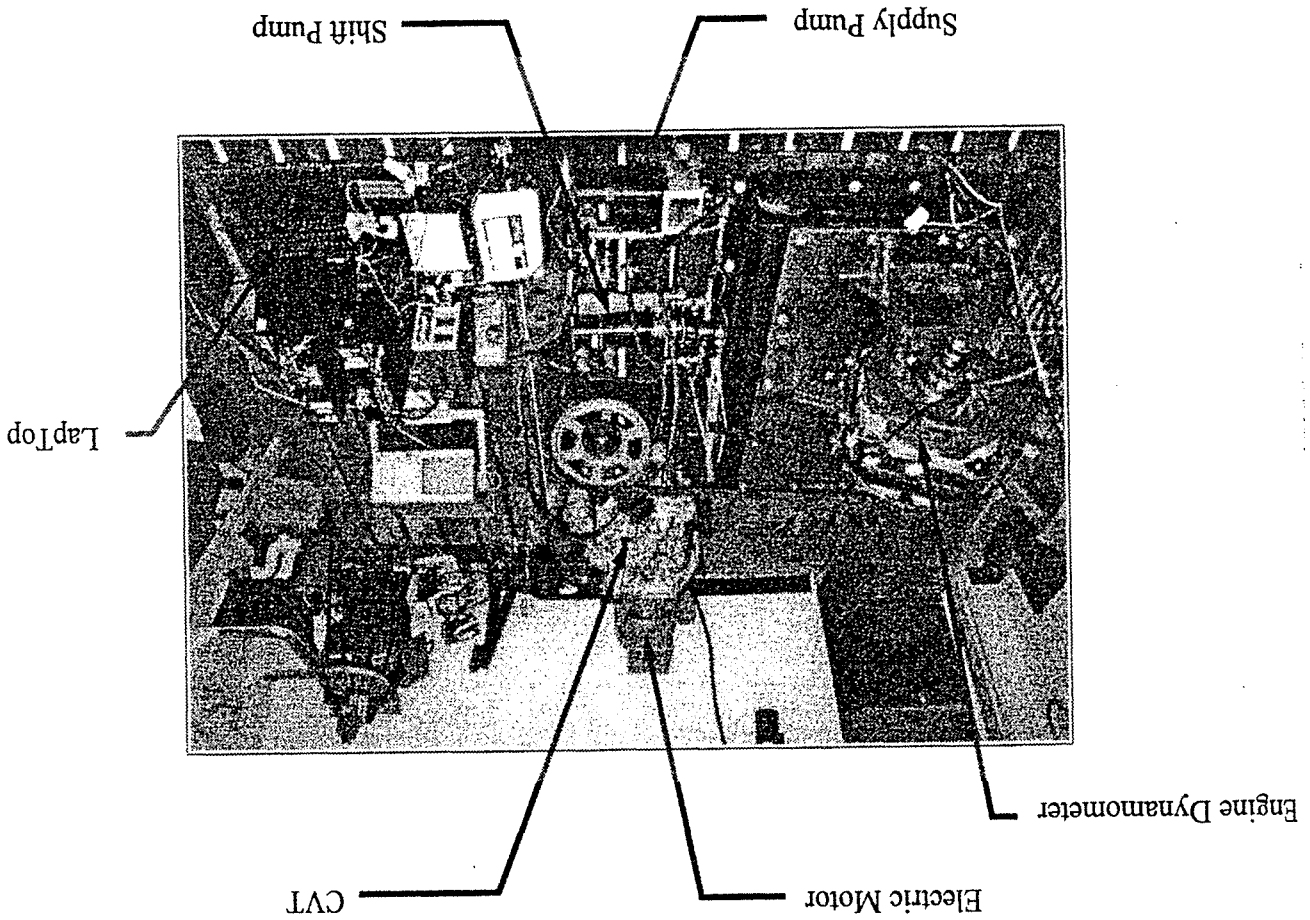 Electric Motor
CVT
Engine Dynamometer
LapTop
Supply Pump
Shift Pump